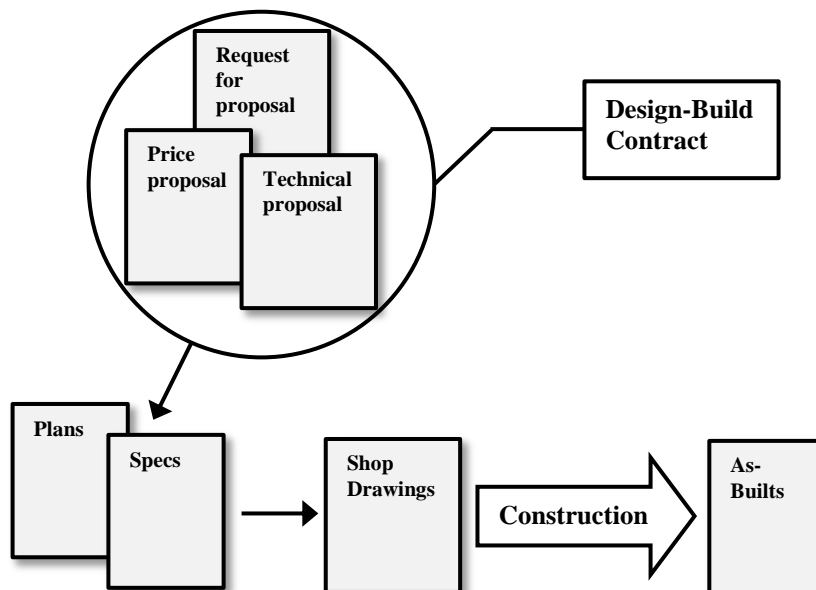 Request
for
proposal
Price
proposal
Technical
proposal
Design-Build
Contract
Plans
Specs
Shop
Drawings
Construction
As-
Builts